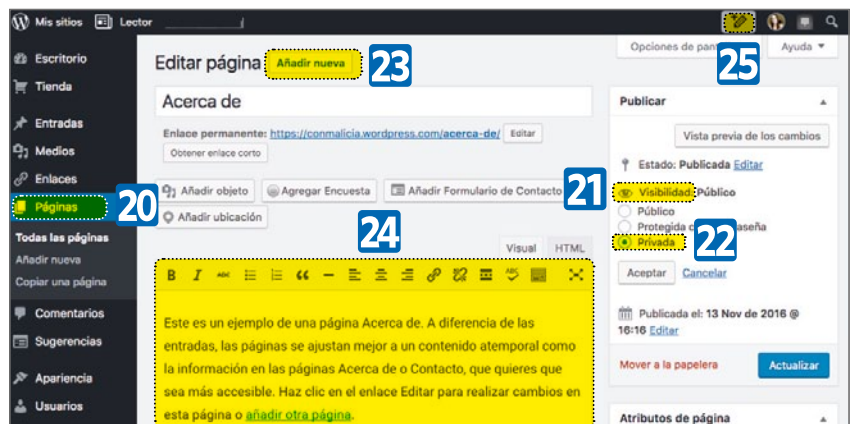 Mis sitios Lector
Escritorio
Tienda
Entradas
Medios
Enlaces
Páginas
20
Todas las páginas
Añadir nueva
Copiar una página
Comentarios
Sugerencias
Apariencia
Usuarios
Editar página Añadir nueva 23
Acerca de
Enlace permanente: https://conmalicia.wordpress.com/acerca-de/ Editar
Obtener enlace corto
Añadir objeto Agregar Encuesta Añadir Formulario de Contacto
Añadir ubicación
24
Visual HTML
B I ABC ABC
Este es un ejemplo de una página Acerca de. A diferencia de las
entradas, las páginas se ajustan mejor a un contenido atemporal como
la información en las páginas Acerca de o Contacto, que quieres que
sea más accesible. Haz clic en el enlace Editar para realizar cambios en
esta página o añadir otra página.
Opciones de pan 25 Ayuda
Publicar
Vista previa de los cambios
Estado: Publicada Editar
21 Visibilidad: Público
Público
Protegida c aseña
Privada 22
Aceptar Cancelar
Publicada el: 13 Nov de 2016 @
16:16 Editar
Mover a la papelera Actualizar
Atributos de página